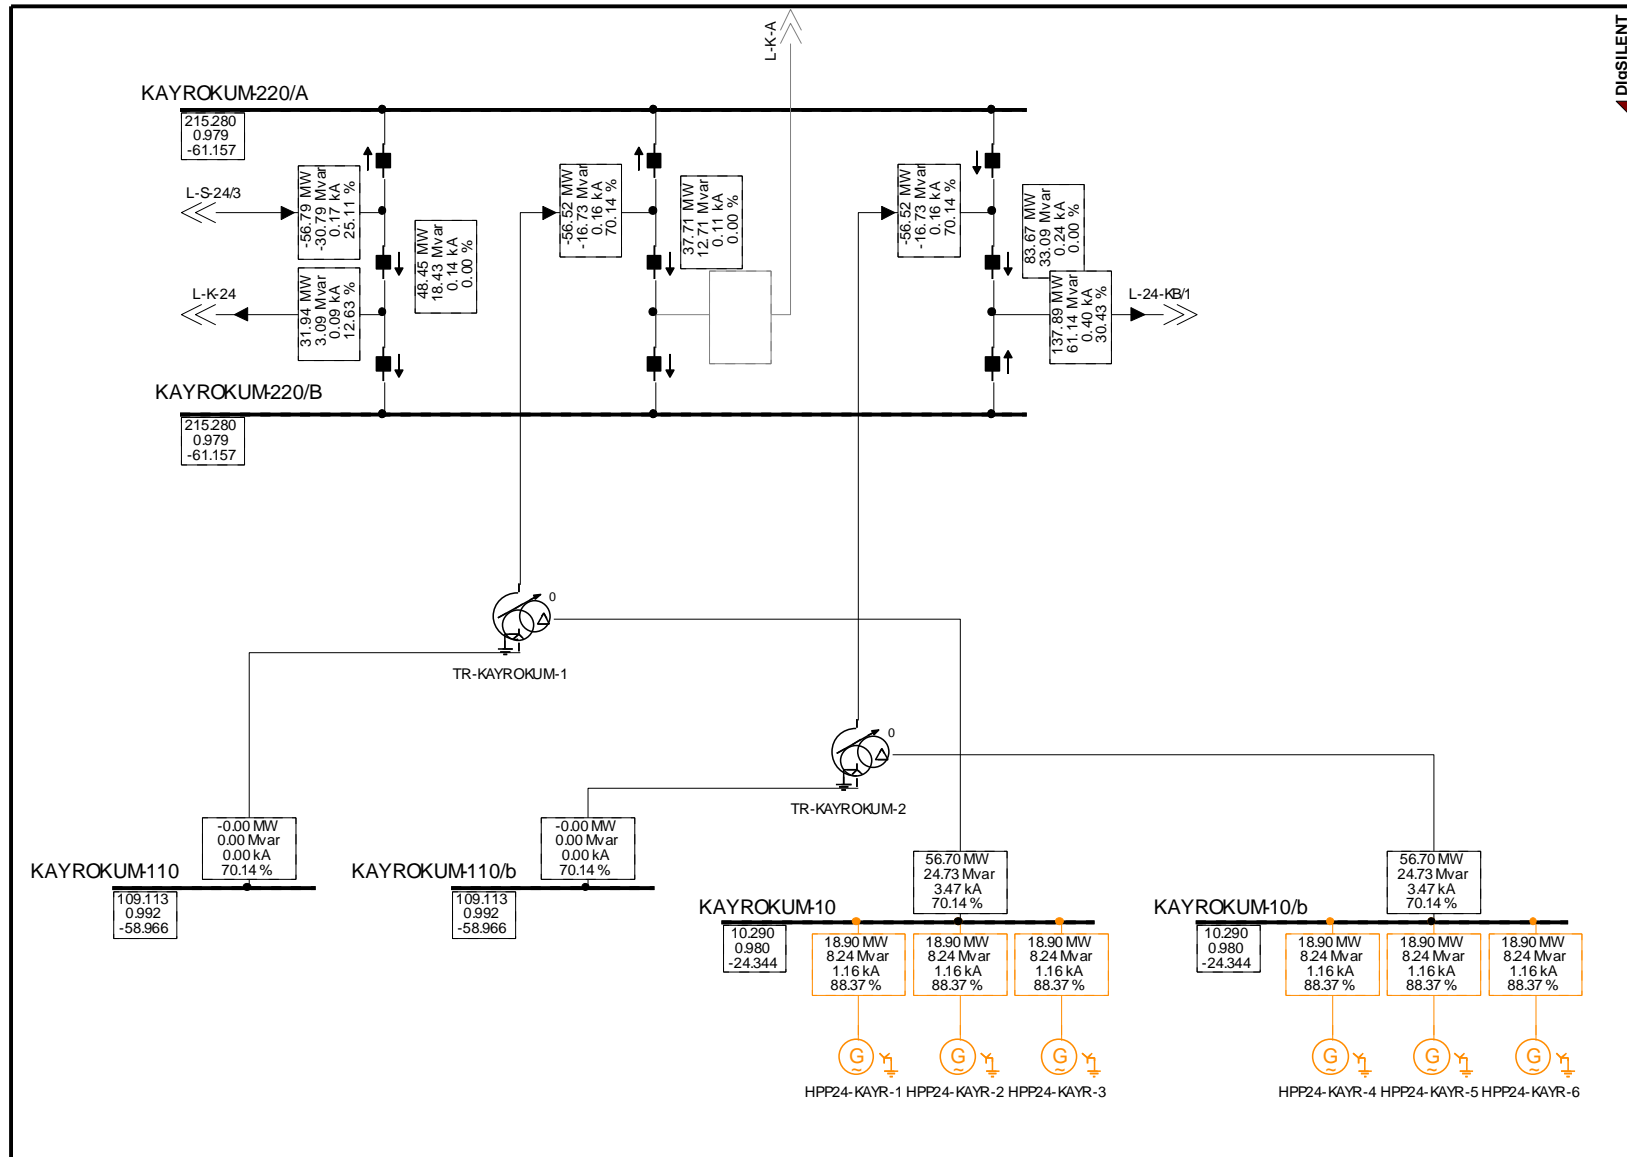 L-K-A
DIgSILENT
KAYROKUM-220/A
215.280
0.979
-61.157
L-S-24/3
-56.79 MW
-30.79 Mvar
0.17 kA
25.11 %
48.45 MW
18.43 Mvar
0.14 kA
0.00 %
L-K-24
31.94 MW
3.09 Mvar
0.09 kA
12.63 %
-56.52 MW
-16.73 Mvar
0.16 kA
70.14 %
37.71 MW
12.71 Mvar
0.11 kA
0.00 %
-56.52 MW
-16.73 Mvar
0.16 kA
70.14 %
83.67 MW
33.09 Mvar
0.24 kA
0.00 %
137.89 MW
61.14 Mvar
0.40 kA
30.43 %
L-24-KB/1
KAYROKUM-220/B
215.280
0.979
-61.157
0
TR-KAYROKUM-1
0
TR-KAYROKUM-2
-0.00 MW
0.00 Mvar
0.00 kA
70.14 %
KAYROKUM-110
109.113
0.992
-58.966
-0.00 MW
0.00 Mvar
0.00 kA
70.14 %
KAYROKUM-110/b
109.113
0.992
-58.966
56.70 MW
24.73 Mvar
3.47 kA
70.14 %
KAYROKUM-10
10.290
0.980
-24.344
18.90 MW
8.24 Mvar
1.16 kA
88.37 %
18.90 MW
8.24 Mvar
1.16 kA
88.37 %
18.90 MW
8.24 Mvar
1.16 kA
88.37 %
G
~
G
~
G
~
HPP24-KAYR-1
HPP24-KAYR-2
HPP24-KAYR-3
56.70 MW
24.73 Mvar
3.47 kA
70.14 %
KAYROKUM-10/b
10.290
0.980
-24.344
18.90 MW
8.24 Mvar
1.16 kA
88.37 %
18.90 MW
8.24 Mvar
1.16 kA
88.37 %
18.90 MW
8.24 Mvar
1.16 kA
88.37 %
G
~
G
~
G
~
HPP24-KAYR-4
HPP24-KAYR-5
HPP24-KAYR-6